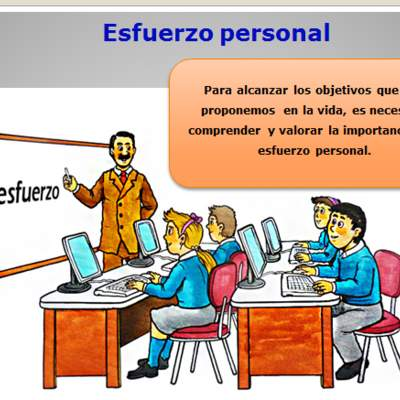 Esfuerzo personal
Para alcanzar los objetivos que
proponemos en la vida, es neces
comprender y valorar la importanc
esfuerzo personal.
esfuerzo